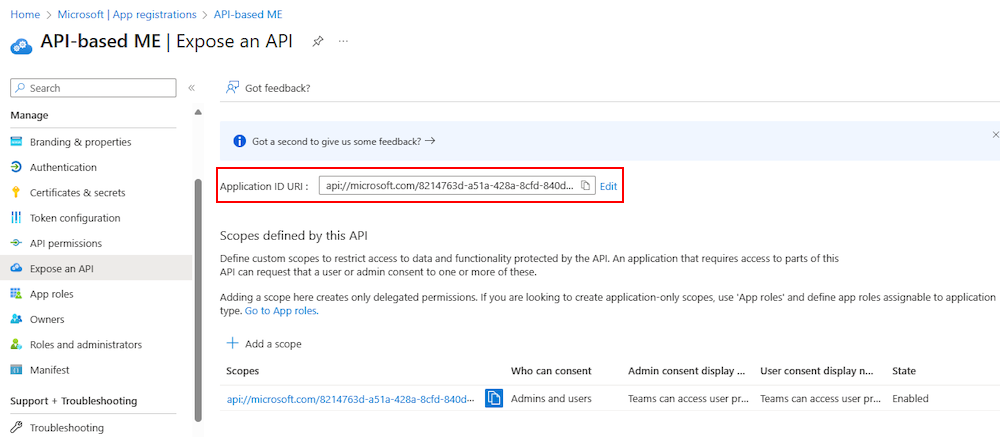 Home > Microsoft | App registrations > API-based ME
API-based ME | Expose an API
Search
Got feedback?
Manage
Branding & properties
Authentication
Certificates & secrets
Token configuration
API permissions
Expose an API
App roles
Owners
Roles and administrators
Manifest
Support + Troubleshooting
Troubleshooting
Got a second to give us some feedback?
Application ID URI : api://microsoft.com/8214763d-a51a-428a-8cfd-840d... Edit
Scopes defined by this API
Define custom scopes to restrict access to data and functionality protected by the API. An application that requires access to parts of this
API can request that a user or admin consent to one or more of these.
Adding a scope here creates only delegated permissions. If you are looking to create application-only scopes, use 'App roles' and define app roles assignable to application
type. Go to App roles.
Add a scope
Scopes Who can consent Admin consent display ... User consent display n... State
api://microsoft.com/8214763d-a51a-428a-8cfd-840d... Admins and users Teams can access user pr... Teams can access user pr... Enabled